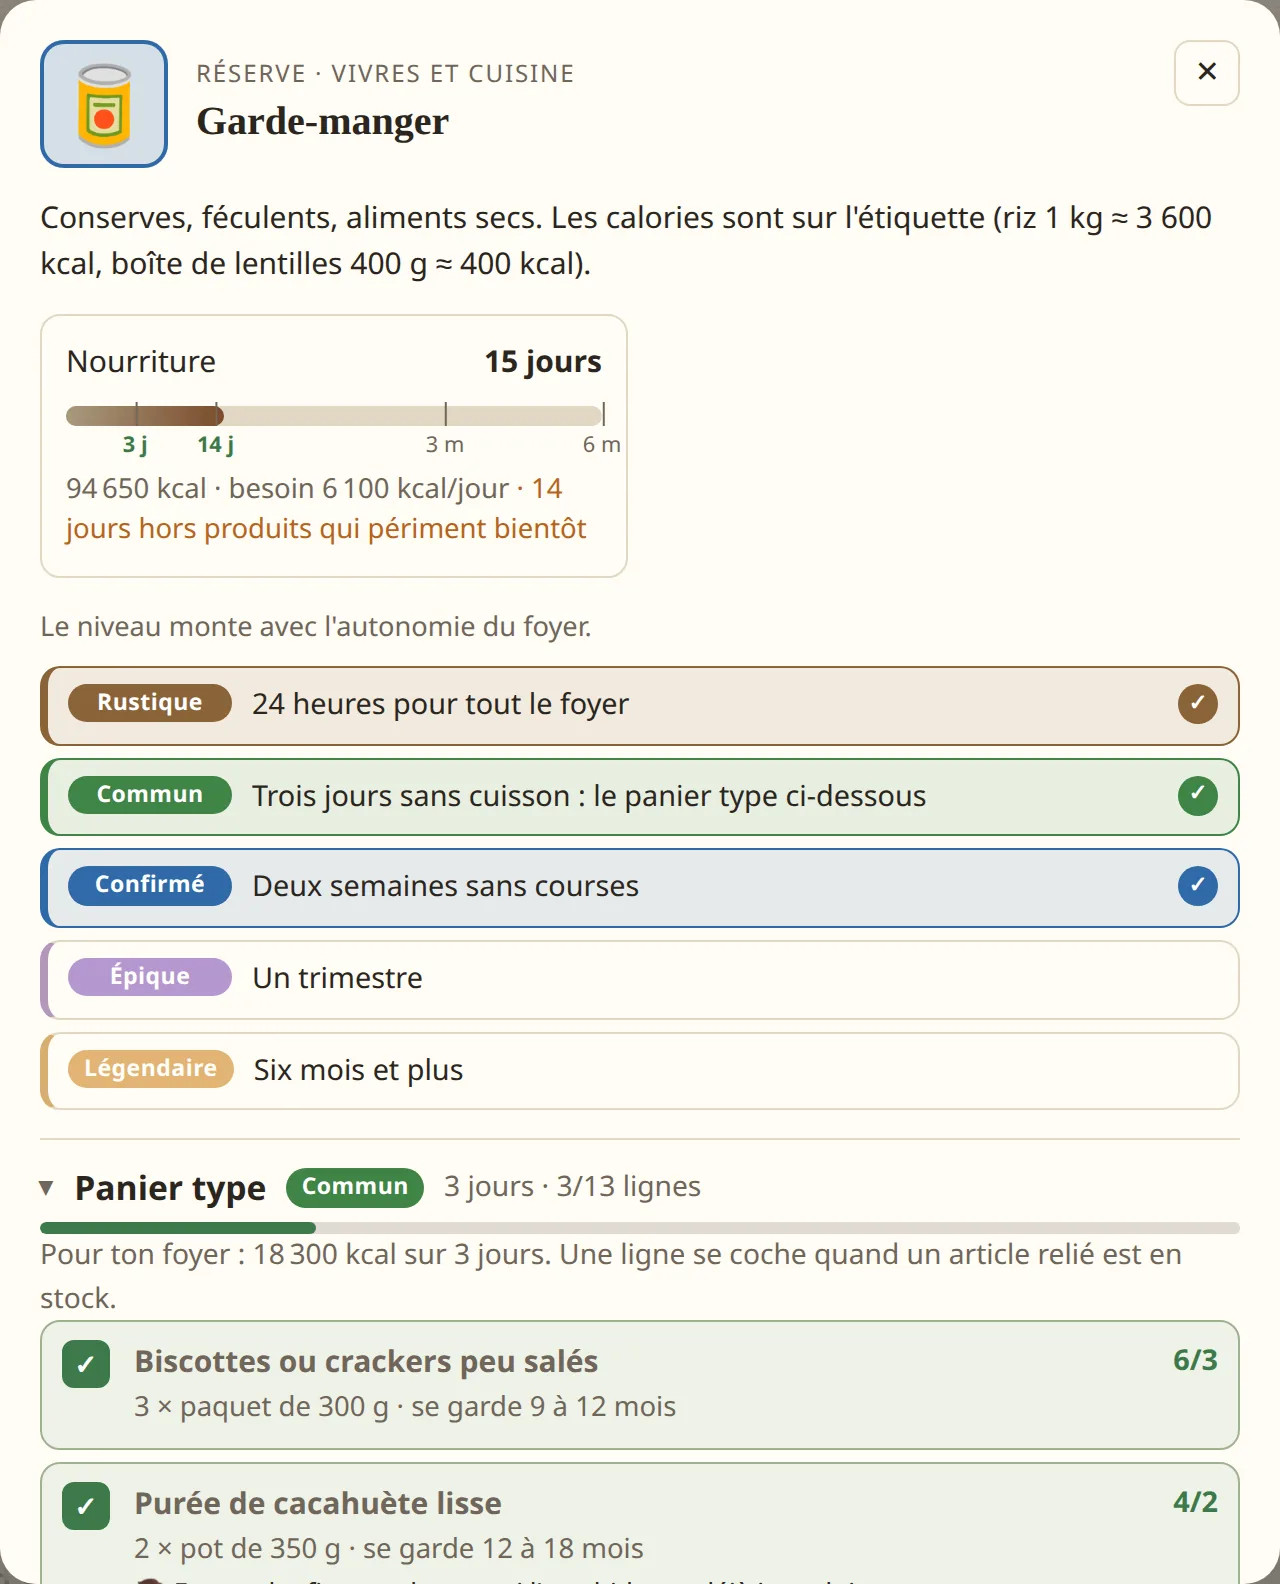 RÉSERVE · VIVRES ET CUISINE
Garde-manger
✕
Conserves, féculents, aliments secs. Les calories sont sur l'étiquette (riz 1 kg ≈ 3 600
kcal, boîte de lentilles 400 g ≈ 400 kcal).
Nourriture 15 jours
3 j 14 j 3 m 6 m
94 650 kcal · besoin 6 100 kcal/jour · 14
jours hors produits qui périment bientôt
Le niveau monte avec l'autonomie du foyer.
Rustique 24 heures pour tout le foyer ✓
Commun Trois jours sans cuisson : le panier type ci-dessous ✓
Confirmé Deux semaines sans courses ✓
Épique Un trimestre
Légendaire Six mois et plus
▼ Panier type Commun 3 jours · 3/13 lignes
Pour ton foyer : 18 300 kcal sur 3 jours. Une ligne se coche quand un article relié est en
stock.
✓ Biscottes ou crackers peu salés 6/3
3 × paquet de 300 g · se garde 9 à 12 mois
✓ Purée de cacahuète lisse 4/2
2 × pot de 350 g · se garde 12 à 18 mois